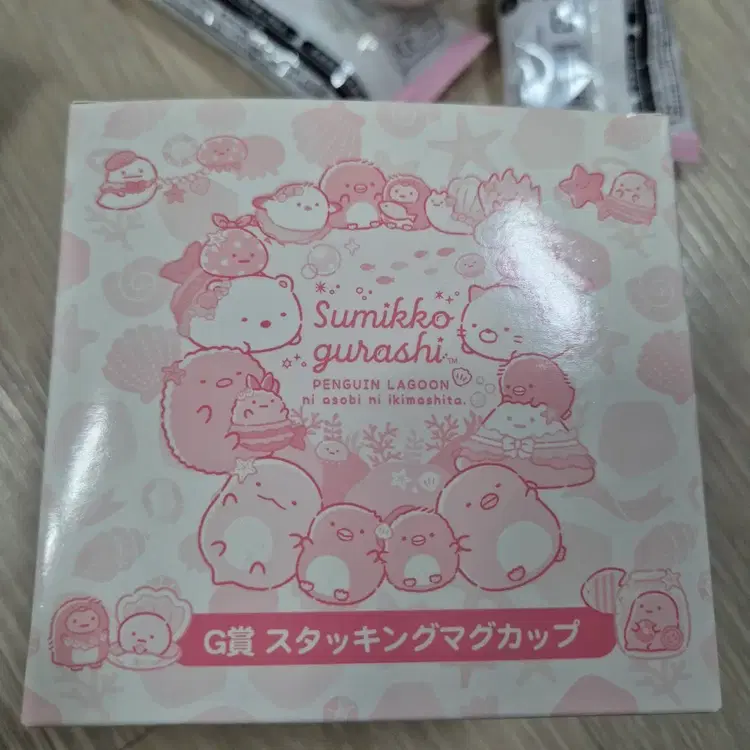 Sumikko
gurashi™
PENGUIN LAGOON
ni asobi ni ikimashita.
G賞 スタッキングマグカップ